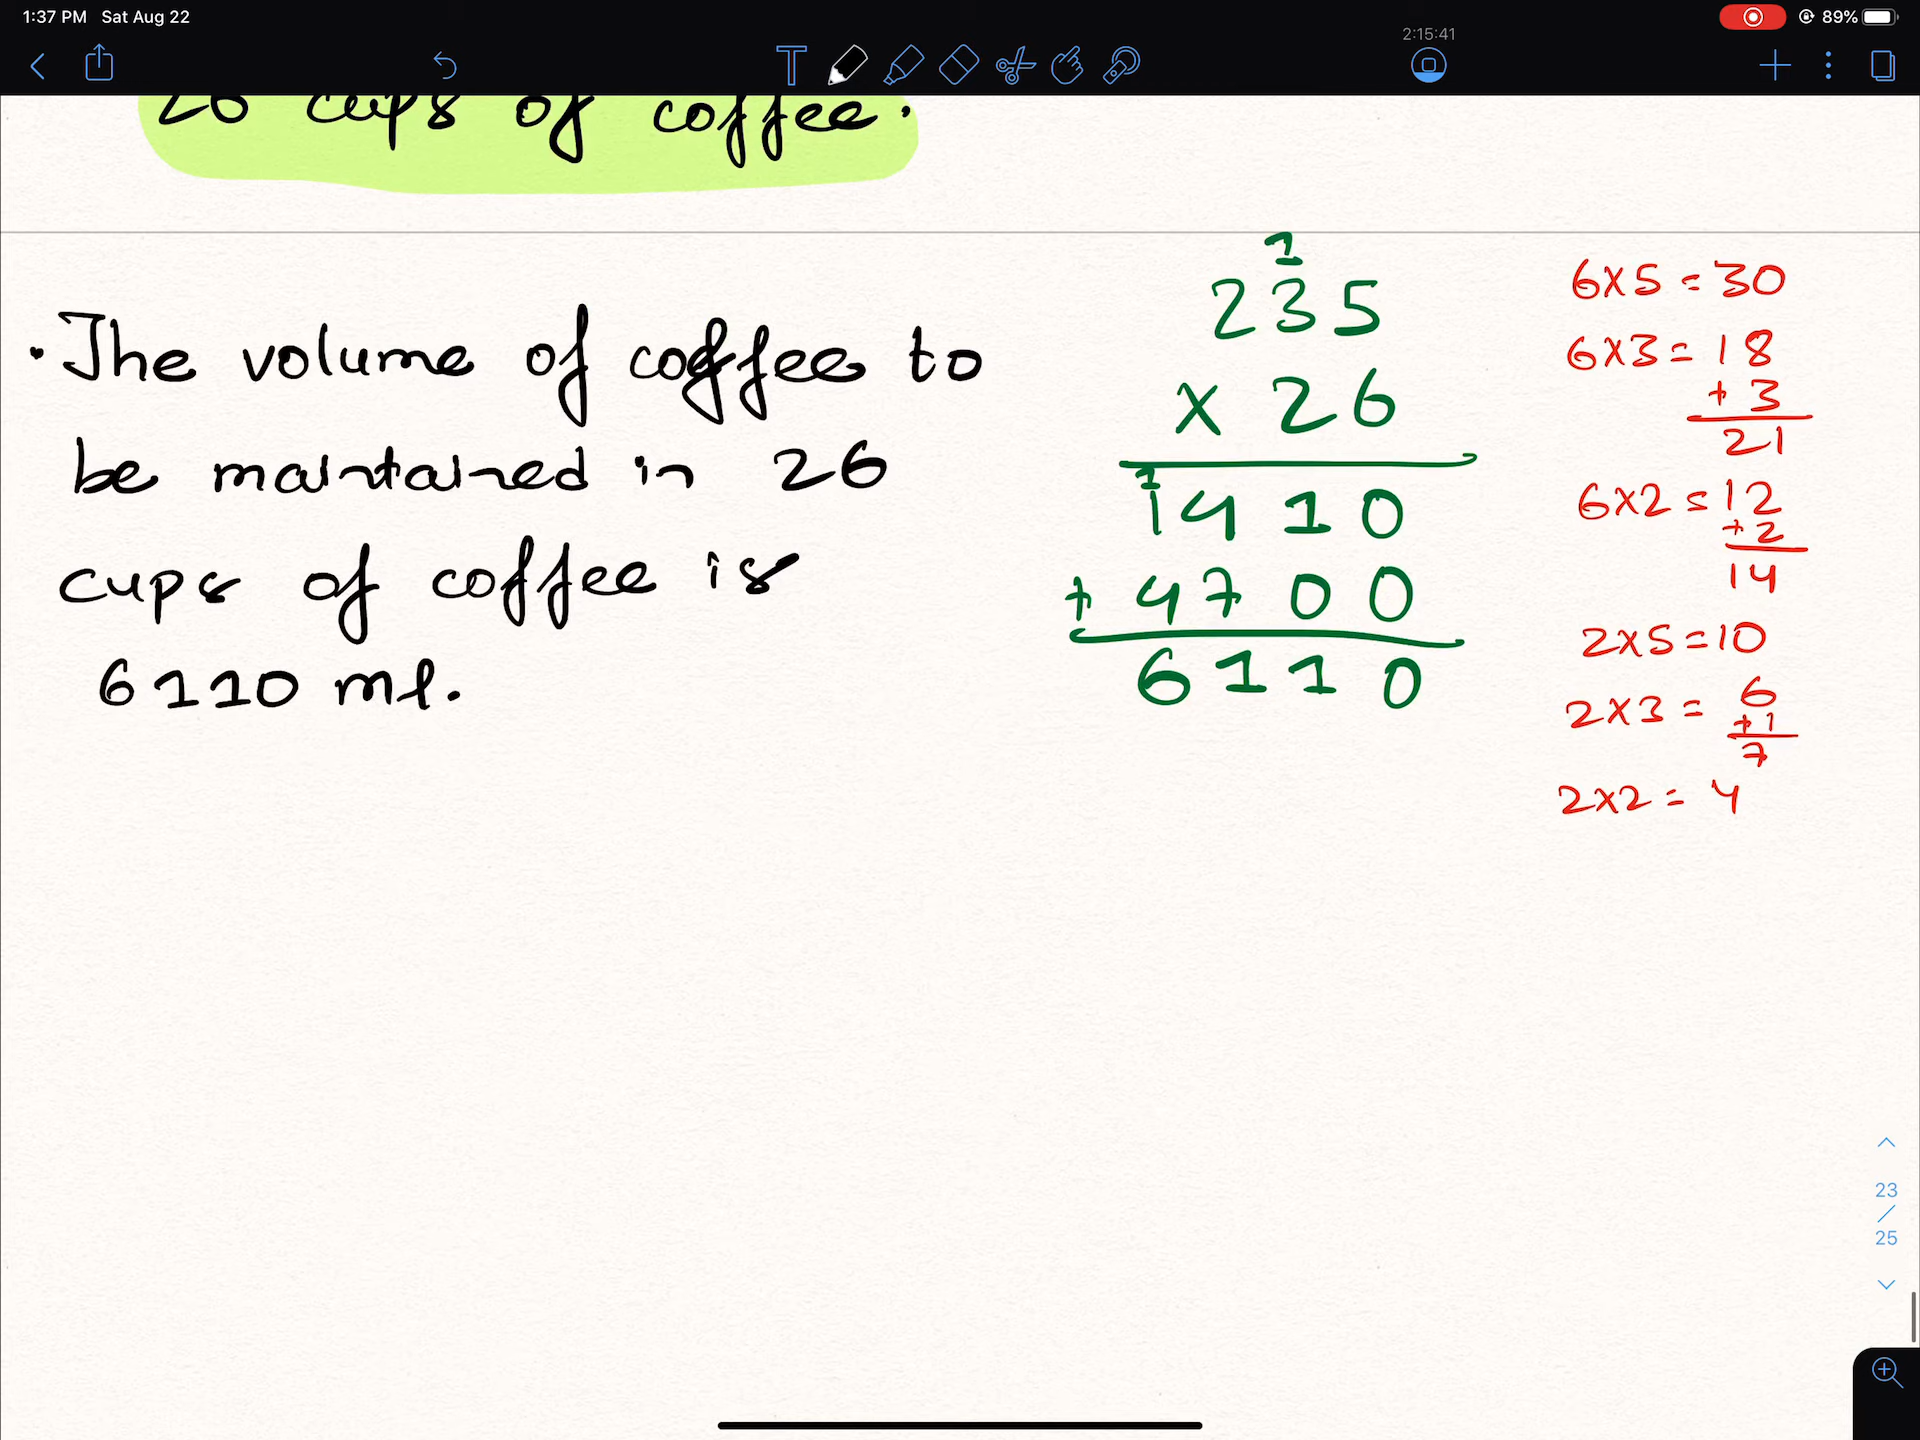 1:37 PM Sat Aug 22
89%
2:15:41
26 cups of coffee.
. The volume of coffee to
be maintained in 26
cups of coffee is
6110 ml.
1
235
x 26
1
1410
+ 4700
6110
6x5 = 30
6x3 = 18
+ 3
21
6x2 = 12
+2
14
2x5 = 10
2x3 = 6
+1
7
2x2 = 4
23
/
25